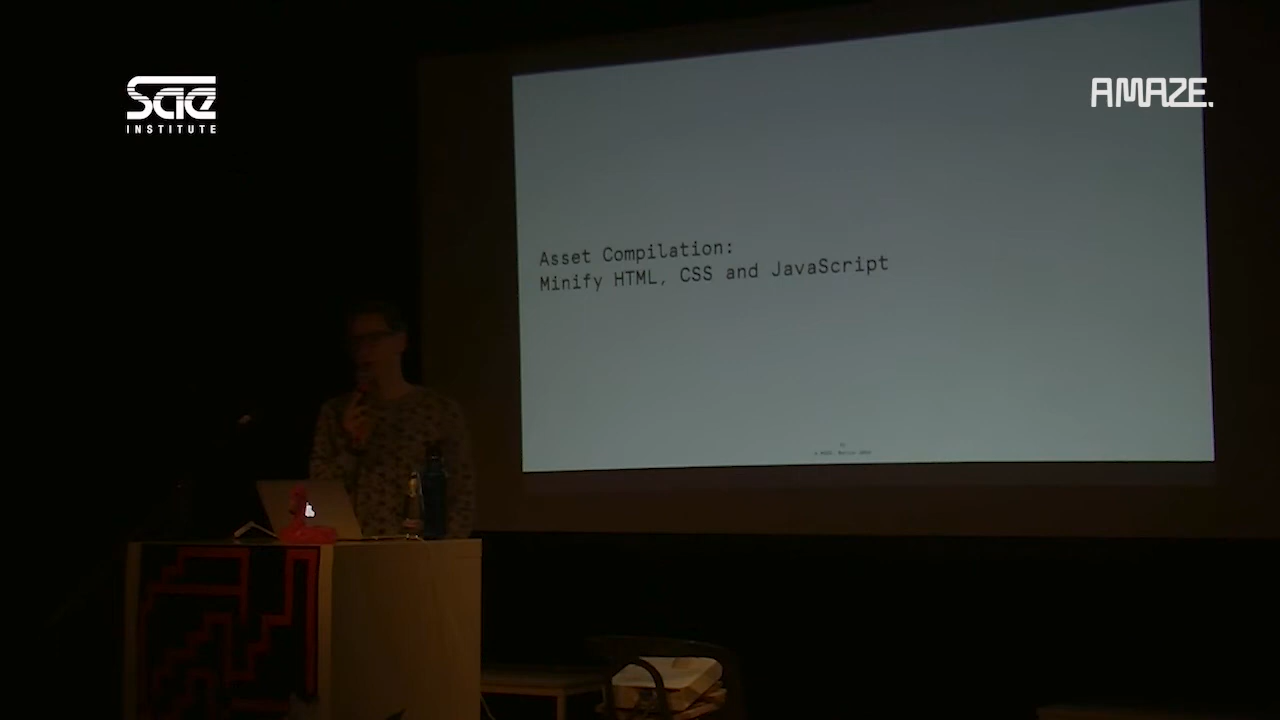 Sae
INSTITUTE
AMAZE.
Asset Compilation:
Minify HTML, CSS and JavaScript